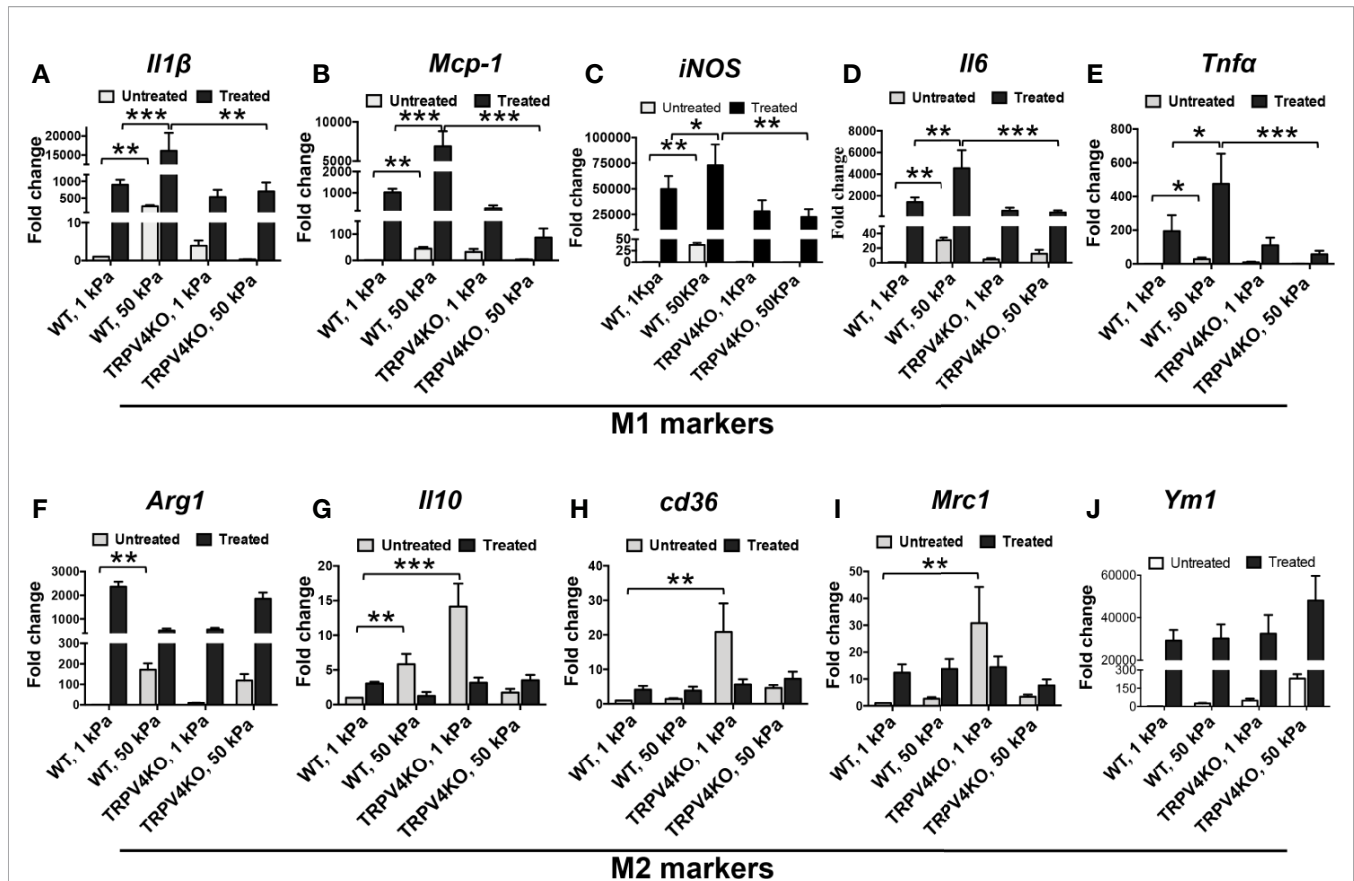 A
Il1β
Untreated Treated
***
**
**
20000
15000
1000
500
10
0
Fold change
WT, 1 kPa
WT, 50 kPa
TRPV4KO, 1 kPa
TRPV4KO, 50 kPa
B
Mcp-1
Untreated Treated
***
***
**
10000
5000
2000
1000
100
0
Fold change
WT, 1 kPa
WT, 50 kPa
TRPV4KO, 1 kPa
TRPV4KO, 50 kPa
C
iNOS
Untreated Treated
*
**
**
100000
75000
50000
25000
50
25
0
Fold change
WT, 1Kpa
WT, 50KPa
TRPV4KO, 1KPa
TRPV4KO, 50KPa
D
Il6
Untreated Treated
**
***
**
8000
6000
4000
2000
40
20
0
Fold change
WT, 1 kPa
WT, 50 kPa
TRPV4KO, 1 kPa
TRPV4KO, 50 kPa
E
Tnfα
Untreated Treated
*
***
*
800
600
400
200
0
Fold change
WT, 1 kPa
WT, 50 kPa
TRPV4KO, 1 kPa
TRPV4KO, 50 kPa
M1 markers
F
Arg1
Untreated Treated
**
3000
2000
1000
300
200
100
0
Fold change
WT, 1 kPa
WT, 50 kPa
TRPV4KO, 1 kPa
TRPV4KO, 50 kPa
G
Il10
Untreated Treated
***
**
20
15
10
5
0
Fold change
WT, 1 kPa
WT, 50 kPa
TRPV4KO, 1 kPa
TRPV4KO, 50 kPa
H
cd36
Untreated Treated
**
40
30
20
10
0
Fold change
WT, 1 kPa
WT, 50 kPa
TRPV4KO, 1 kPa
TRPV4KO, 50 kPa
I
Mrc1
Untreated Treated
**
50
40
30
20
10
0
Fold change
WT, 1 kPa
WT, 50 kPa
TRPV4KO, 1 kPa
TRPV4KO, 50 kPa
J
Ym1
Untreated Treated
60000
40000
20000
300
150
0
Fold change
WT, 1 kPa
WT, 50 kPa
TRPV4KO, 1 kPa
TRPV4KO, 50 kPa
M2 markers